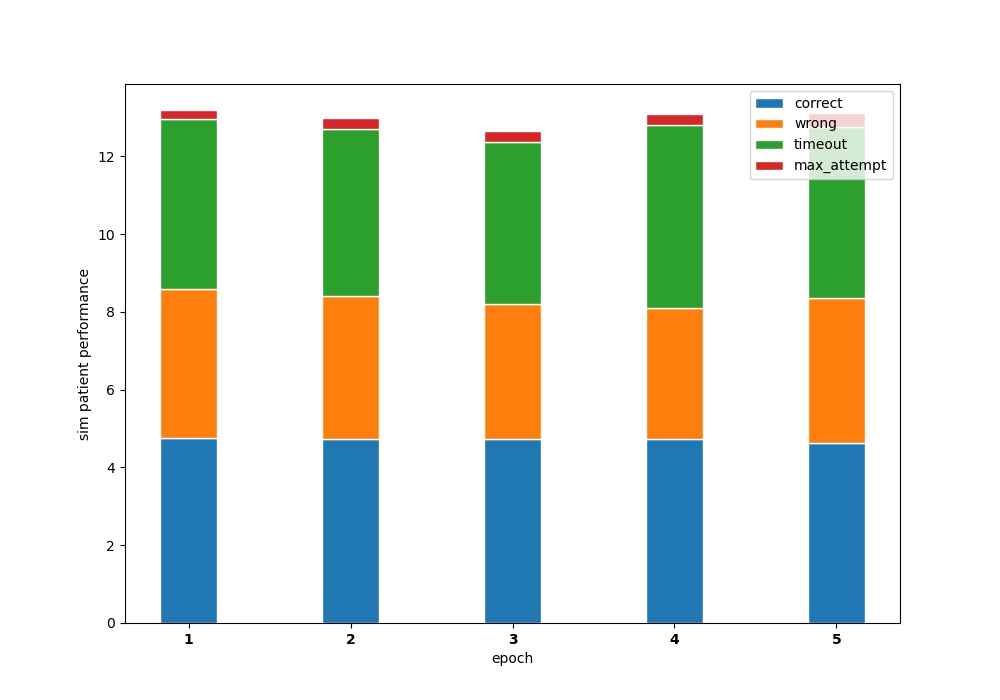 correct
wrong
timeout
max_attempt
12
10
8
6
4
2
0
sim patient performance
1 2 3 4 5
epoch